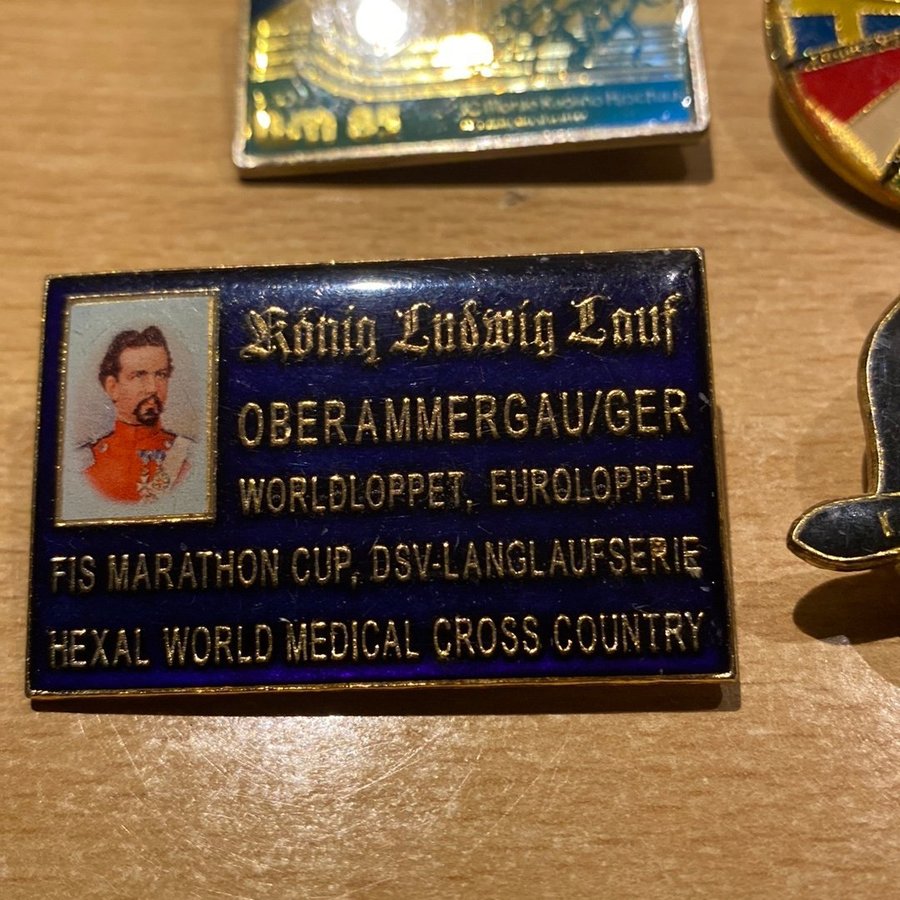 König Ludwig Lauf
OBERAMMERGAU/GER
WORLDLOPPET, EUROLOPPET
FIS MARATHON CUP, DSV-LANGLAUFSERIE
HEXAL WORLD MEDICAL CROSS COUNTRY
K